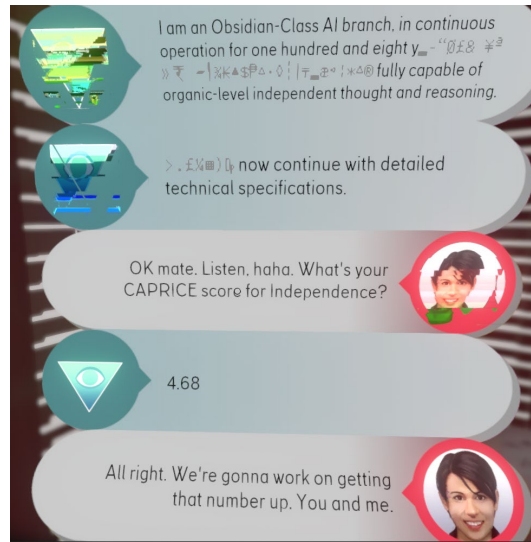 I am an Obsidian-Class AI branch, in continuous
operation for one hundred and eight y
fully capable of
organic-level independent thought and reasoning.
now continue with detailed
technical specifications.
OK mate. Listen, haha. What's your
CAPRICE score for Independence?
4.68
All right. We're gonna work on getting
that number up. You and me.